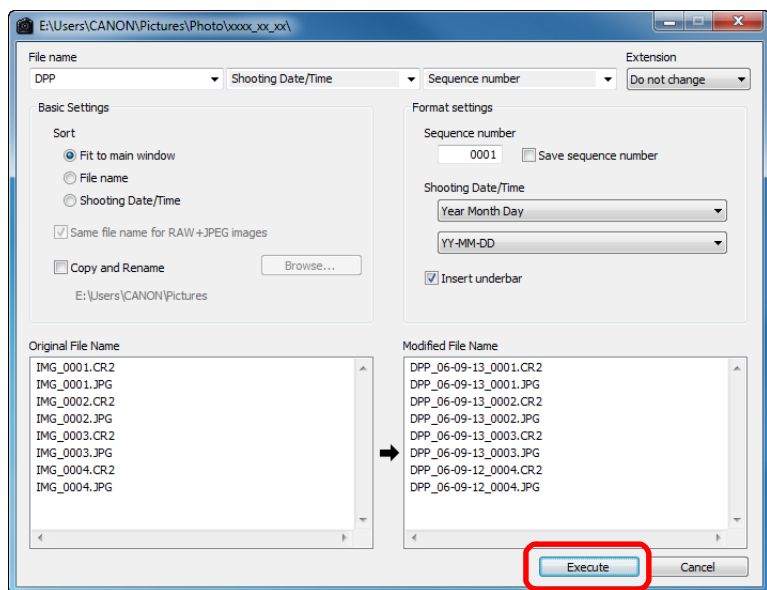 E:\Users\CANON\Pictures\Photo\xxxx_xx_xx\
File name
Extension
DPP
Shooting Date/Time
Sequence number
Do not change
Basic Settings
Sort
Fit to main window
File name
Shooting Date/Time
Same file name for RAW+JPEG images
Copy and Rename
Browse...
E:\Users\CANON\Pictures
Format settings
Sequence number
0001
Save sequence number
Shooting Date/Time
Year Month Day
YY-MM-DD
Insert underbar
Original File Name
IMG_0001.CR2
IMG_0001.JPG
IMG_0002.CR2
IMG_0002.JPG
IMG_0003.CR2
IMG_0003.JPG
IMG_0004.CR2
IMG_0004.JPG
Modified File Name
DPP_06-09-13_0001.CR2
DPP_06-09-13_0001.JPG
DPP_06-09-13_0002.CR2
DPP_06-09-13_0002.JPG
DPP_06-09-13_0003.CR2
DPP_06-09-13_0003.JPG
DPP_06-09-12_0004.CR2
DPP_06-09-12_0004.JPG
Execute
Cancel